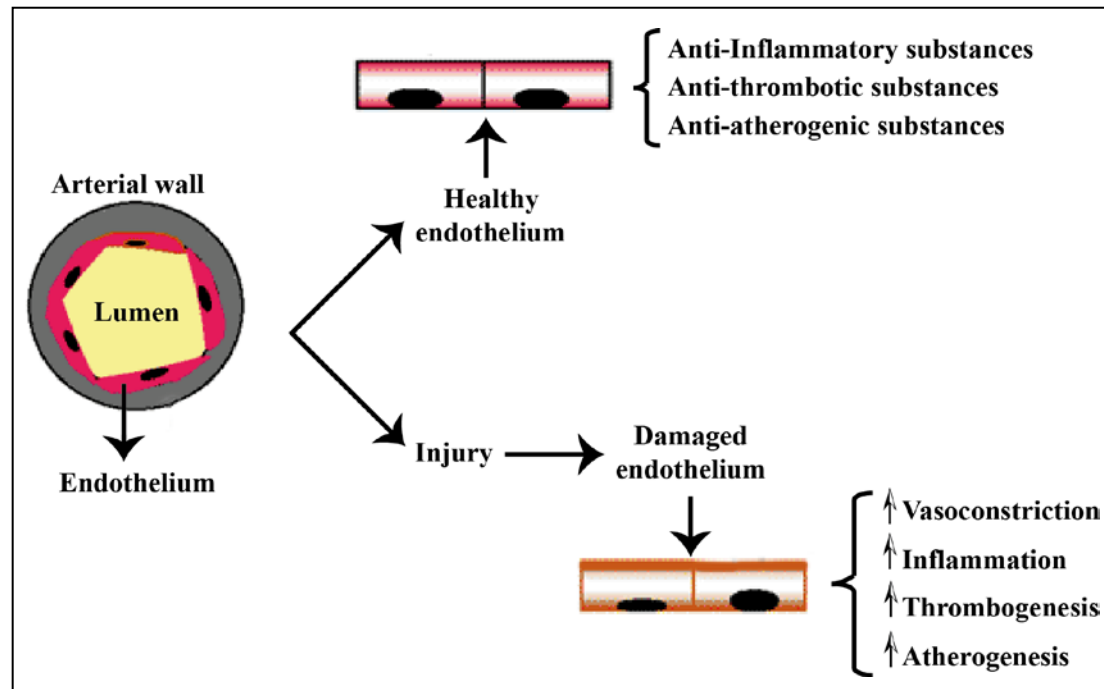 Anti-Inflammatory substances
Anti-thrombotic substances
Anti-atherogenic substances
Arterial wall
Healthy
endothelium
Lumen
Injury
Damaged
endothelium
Endothelium
Vasoconstriction
Inflammation
Thrombogenesis
Atherogenesis